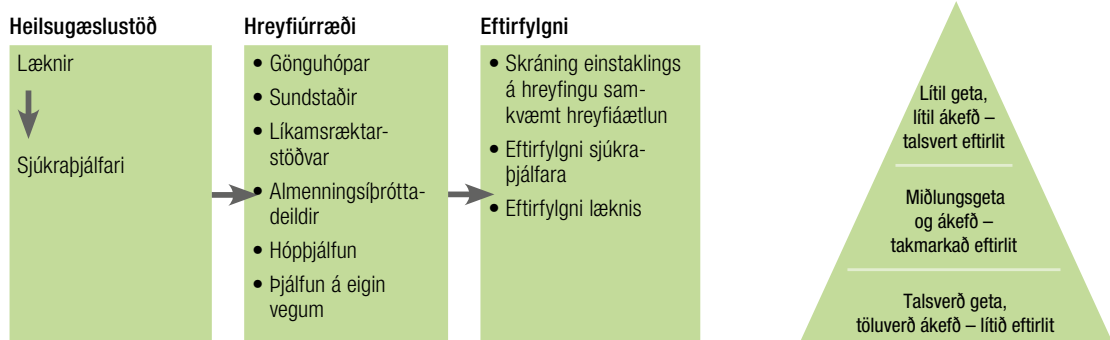 Heilsugæslustöð
Læknir
Sjúkraþjálfari
Hreyfiúrræði
• Gönguhópar
• Sundstaðir
• Líkamsræktar-
stöðvar
• Almenningsíþrótta-
deildir
• Hópþjálfun
• Þjálfun á eigin
vegum
Eftirfylgni
• Skráning einstaklings
á hreyfingu sam-
kvæmt hreyfiáætlun
• Eftirfylgni sjúkra-
þjálfara
• Eftirfylgni læknis
Lítil geta,
lítil ákefð –
talsvert eftirlit
Miðlungsgeta
og ákefð –
takmarkað eftirlit
Talsverð geta,
töluverð ákefð – lítið eftirlit